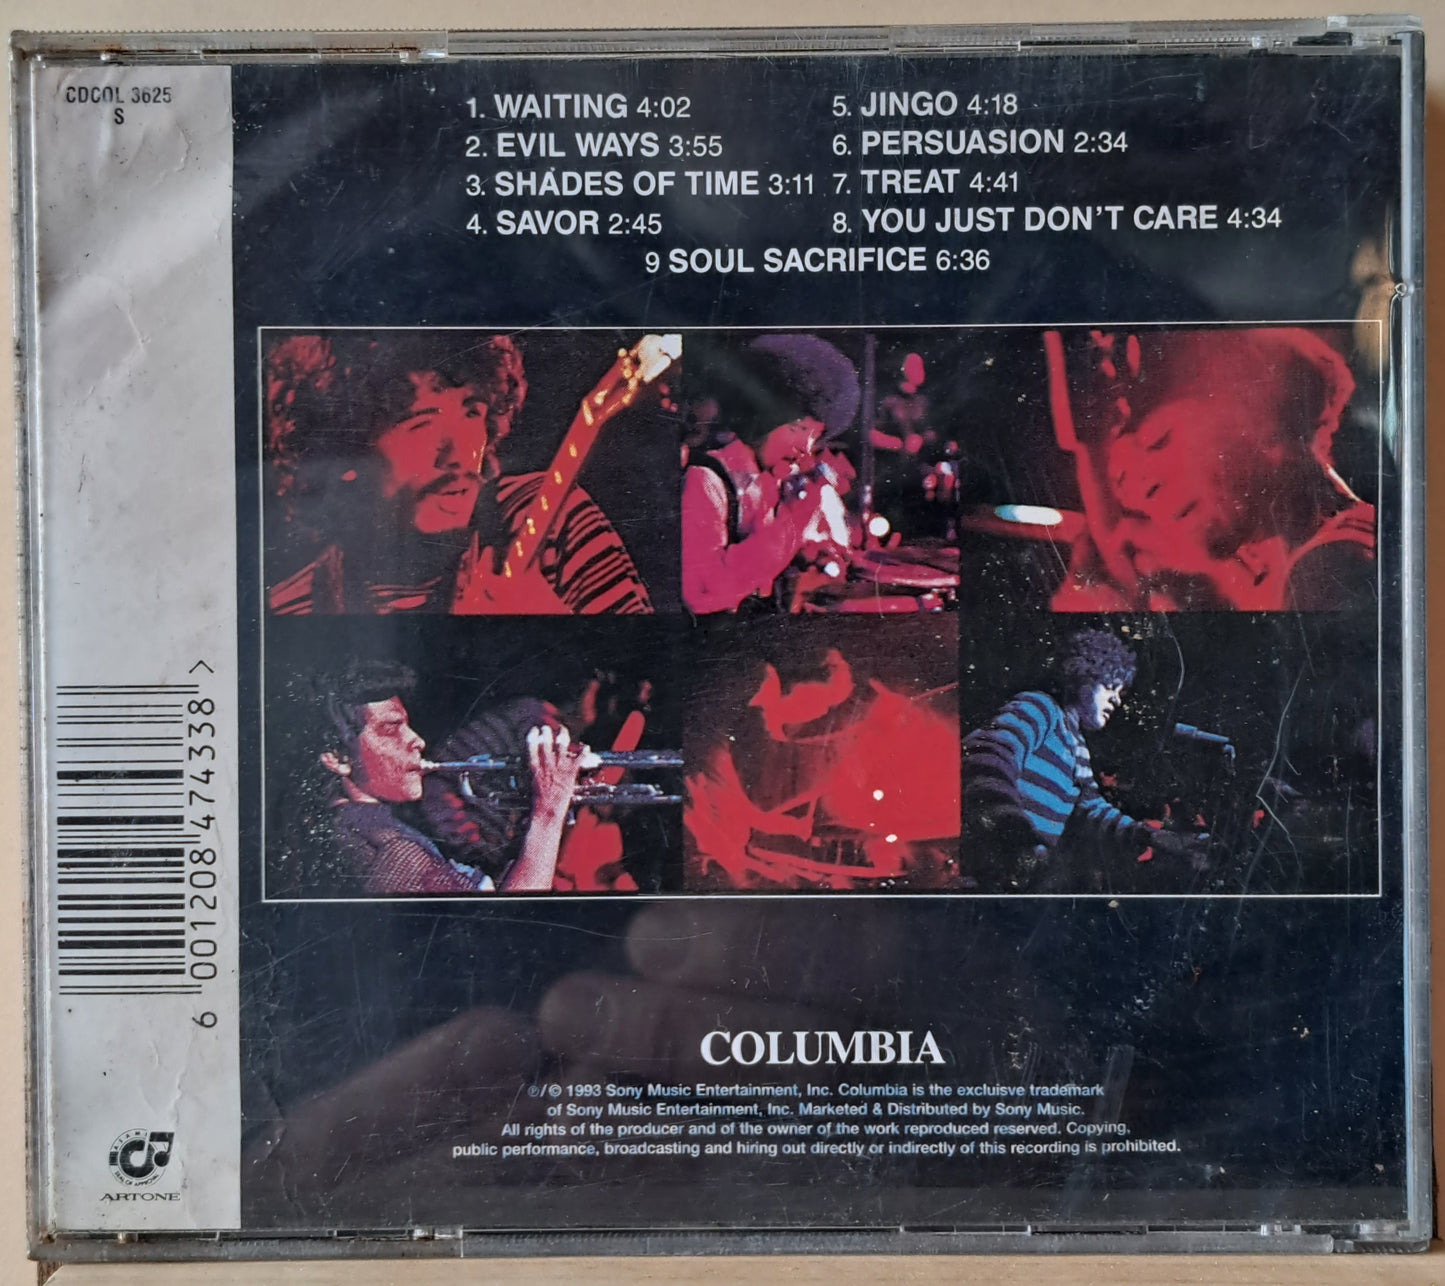 CDCOL 3625
S
1. WAITING 4:02
2. EVIL WAYS 3:55
3. SHADES OF TIME 3:11
4. SAVOR 2:45
5. JINGO 4:18
6. PERSUASION 2:34
7. TREAT 4:41
8. YOU JUST DON'T CARE 4:34
9 SOUL SACRIFICE 6:36
6 001208 474338 >
COLUMBIA
℗/© 1993 Sony Music Entertainment, Inc. Columbia is the excluisve trademark
of Sony Music Entertainment, Inc. Marketed & Distributed by Sony Music.
All rights of the producer and of the owner of the work reproduced reserved. Copying,
public performance, broadcasting and hiring out directly or indirectly of this recording is prohibited.
SEAL OF APPROVAL
ARTONE